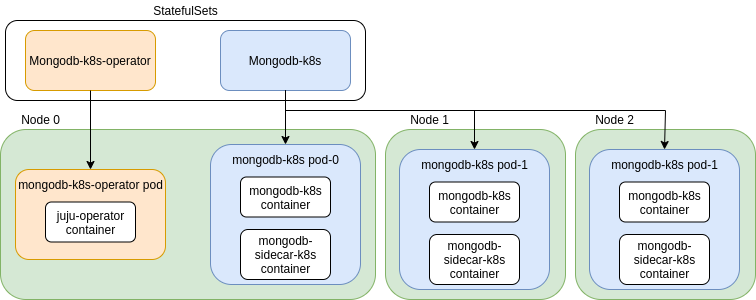 StatefulSets
Mongodb-k8s-operator
Mongodb-k8s
Node 0
Node 1
Node 2
mongodb-k8s-operator pod
juju-operator
container
mongodb-k8s pod-0
mongodb-k8s
container
mongodb-
sidecar-k8s
container
mongodb-k8s pod-1
mongodb-k8s
container
mongodb-
sidecar-k8s
container
mongodb-k8s pod-1
mongodb-k8s
container
mongodb-
sidecar-k8s
container